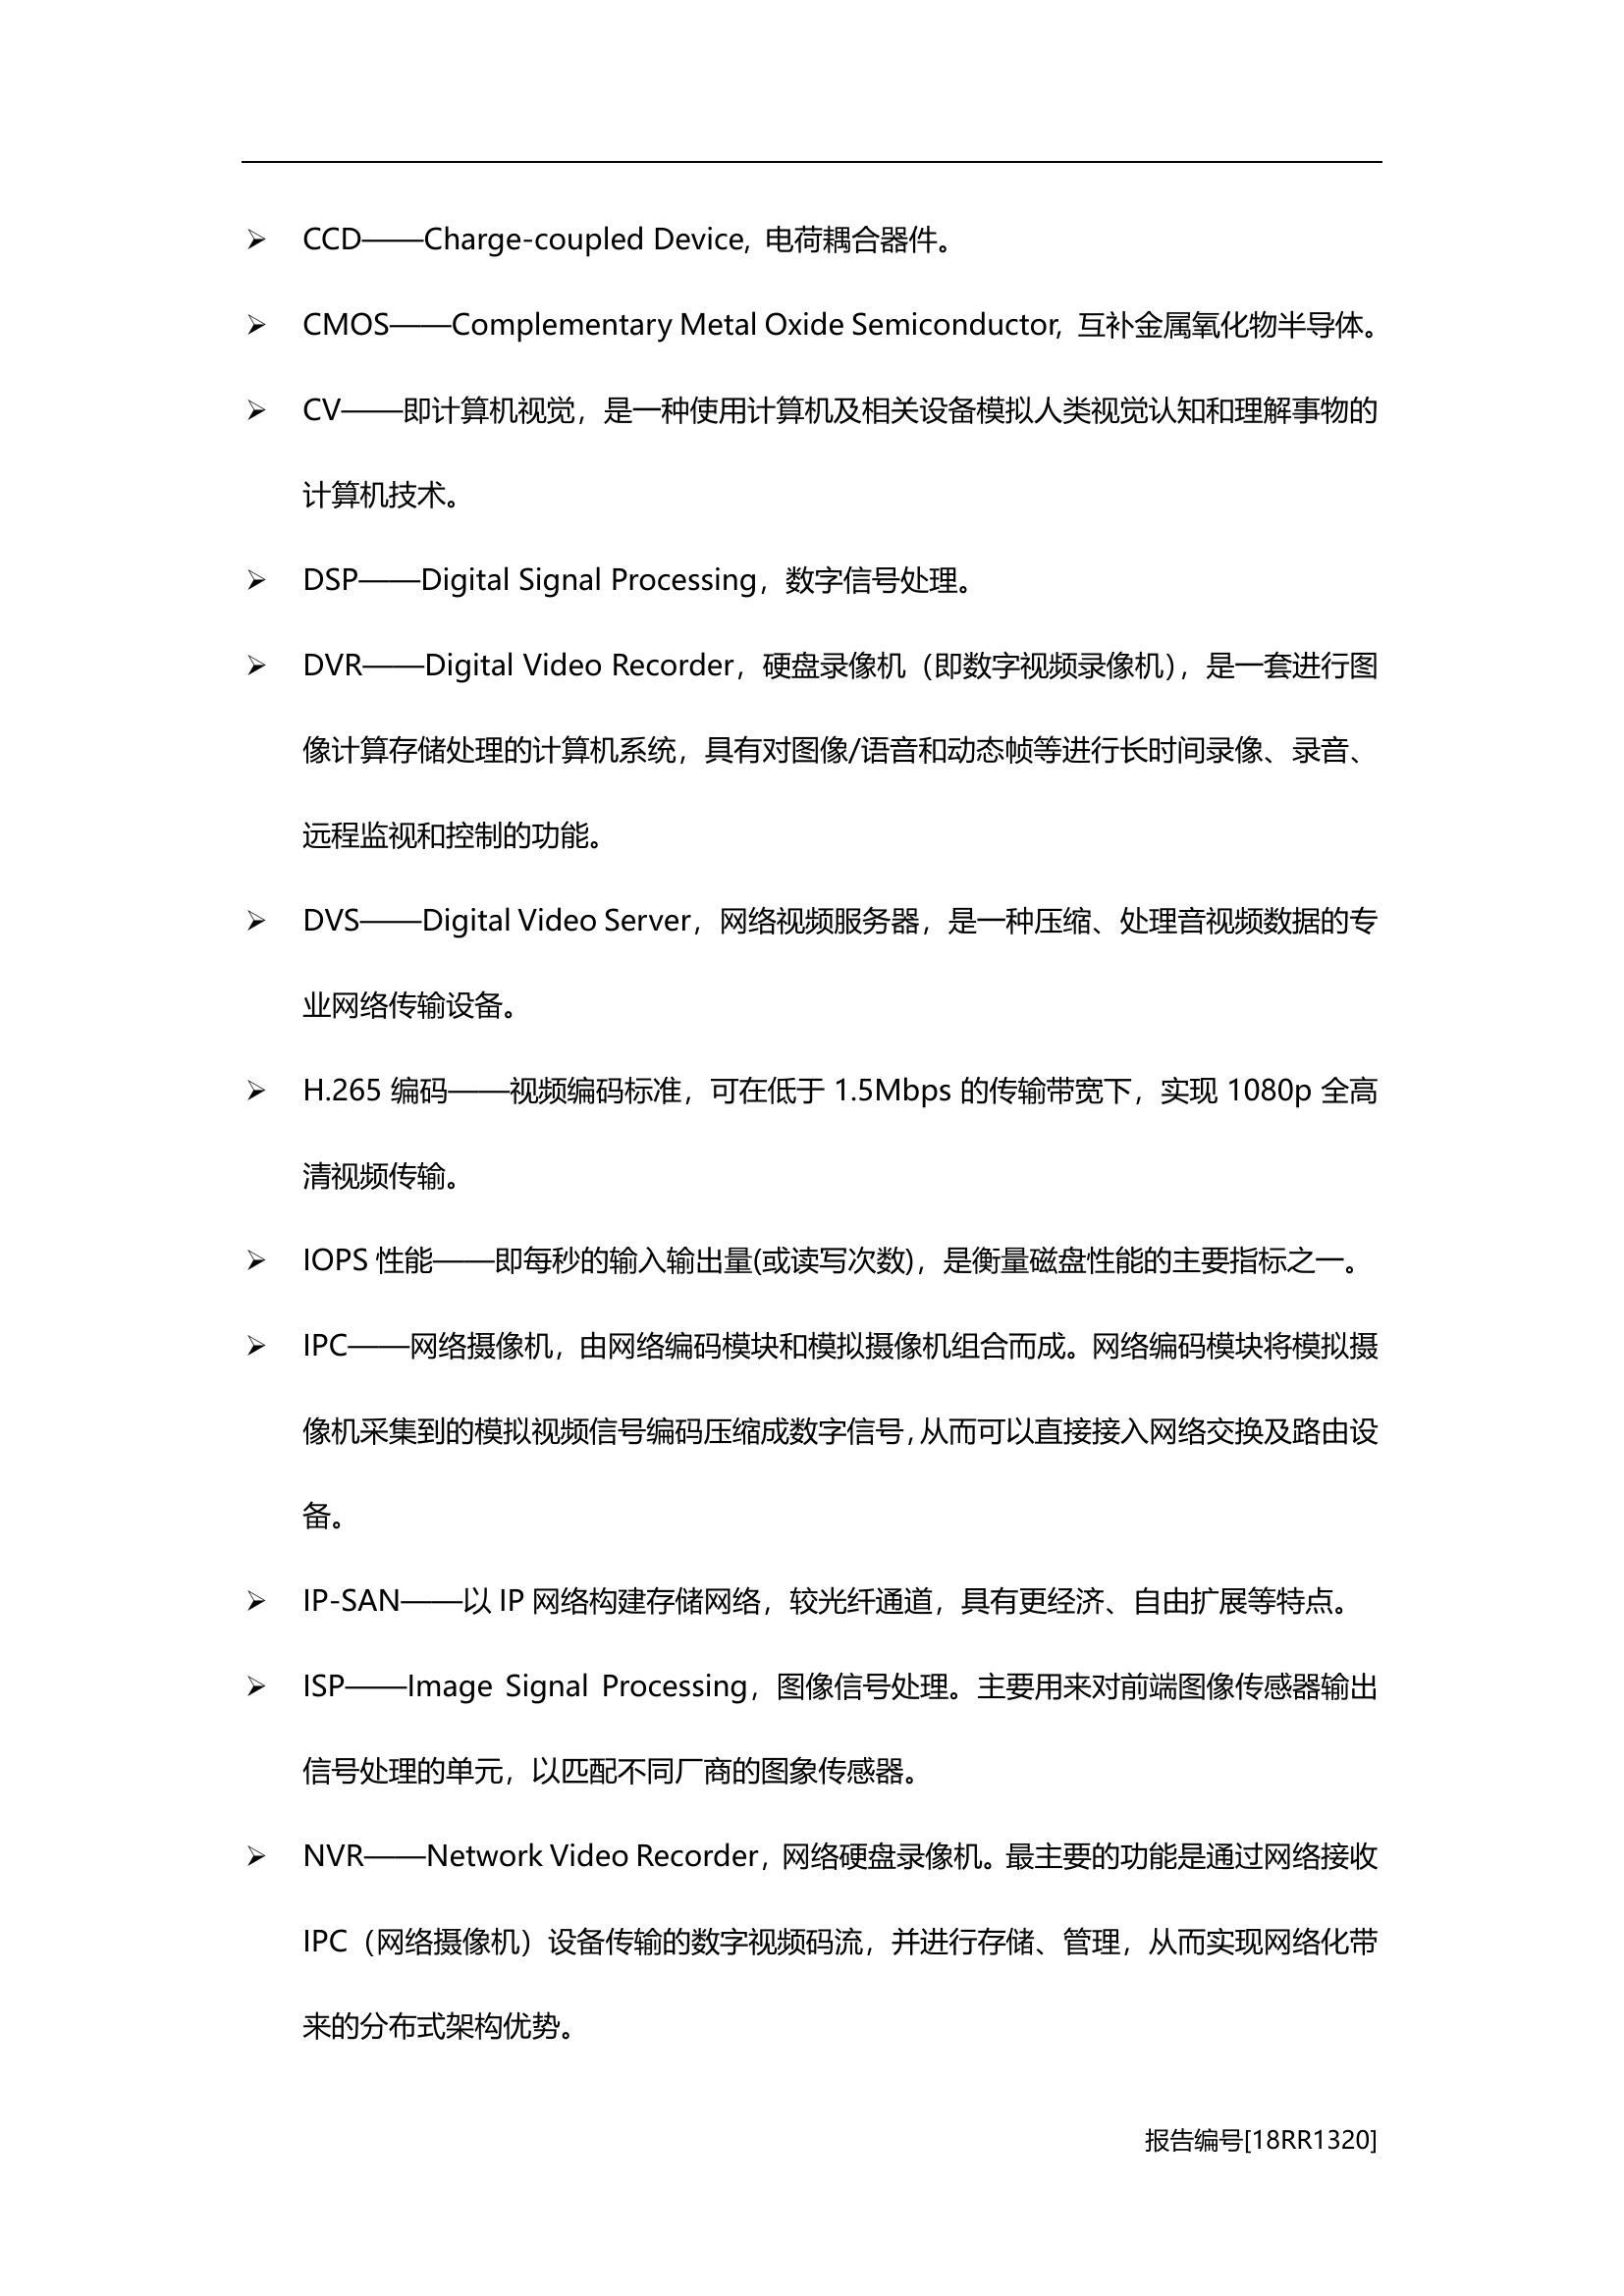 ➢ CCD——Charge-coupled Device, 电荷耦合器件。
➢ CMOS——Complementary Metal Oxide Semiconductor, 互补金属氧化物半导体。
➢ CV——即计算机视觉，是一种使用计算机及相关设备模拟人类视觉认知和理解事物的
计算机技术。
➢ DSP——Digital Signal Processing，数字信号处理。
➢ DVR——Digital Video Recorder，硬盘录像机（即数字视频录像机），是一套进行图
像计算存储处理的计算机系统，具有对图像/语音和动态帧等进行长时间录像、录音、
远程监视和控制的功能。
➢ DVS——Digital Video Server，网络视频服务器，是一种压缩、处理音视频数据的专
业网络传输设备。
➢ H.265 编码——视频编码标准，可在低于 1.5Mbps 的传输带宽下，实现 1080p 全高
清视频传输。
➢ IOPS 性能——即每秒的输入输出量(或读写次数)，是衡量磁盘性能的主要指标之一。
➢ IPC——网络摄像机，由网络编码模块和模拟摄像机组合而成。网络编码模块将模拟摄
像机采集到的模拟视频信号编码压缩成数字信号，从而可以直接接入网络交换及路由设
备。
➢ IP-SAN——以 IP 网络构建存储网络，较光纤通道，具有更经济、自由扩展等特点。
➢ ISP——Image Signal Processing，图像信号处理。主要用来对前端图像传感器输出
信号处理的单元，以匹配不同厂商的图象传感器。
➢ NVR——Network Video Recorder，网络硬盘录像机。最主要的功能是通过网络接收
IPC（网络摄像机）设备传输的数字视频码流，并进行存储、管理，从而实现网络化带
来的分布式架构优势。
报告编号[18RR1320]